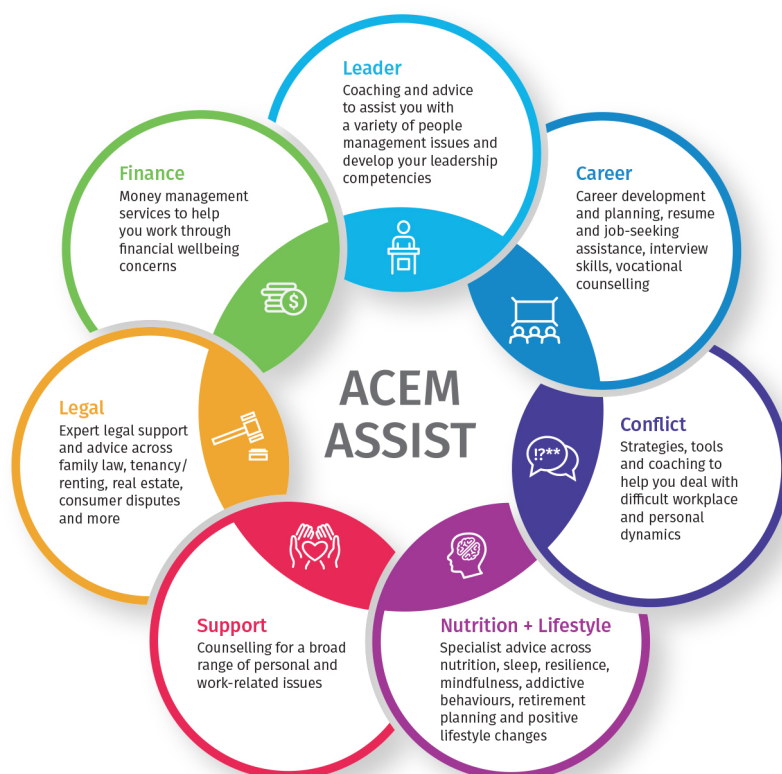 Leader
Coaching and advice
to assist you with
a variety of people
management issues and
develop your leadership
competencies
Career
Career development
and planning, resume
and job-seeking
assistance, interview
skills, vocational
counselling
Conflict
Strategies, tools
and coaching to
help you deal with
difficult workplace
and personal
dynamics
!?**
Nutrition + Lifestyle
Specialist advice across
nutrition, sleep, resilience,
mindfulness, addictive
behaviours, retirement
planning and positive
lifestyle changes
Support
Counselling for a broad
range of personal and
work-related issues
Legal
Expert legal support
and advice across
family law, tenancy/
renting, real estate,
consumer disputes
and more
Finance
Money management
services to help
you work through
financial wellbeing
concerns
$
ACEM
ASSIST